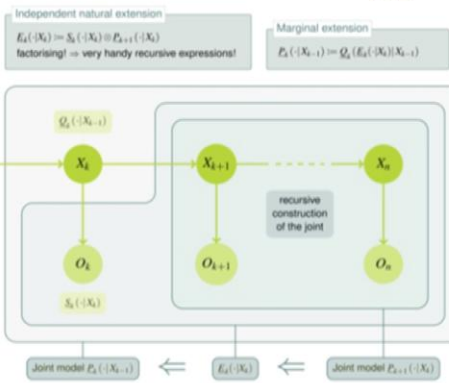 Independent natural extension
E_k(·|X_k) := S_k(·|X_k) ⊗ P_{k+1}(·|X_k)
factorising! ⇒ very handy recursive expressions!
Marginal extension
P_k(·|X_{k−1}) := Q_k(E_k(·|X_k)|X_{k−1})
Q_k(·|X_{k−1})
X_k
X_{k+1}
X_n
recursive
construction
of the joint
O_k
O_{k+1}
O_n
S_k(·|X_k)
Joint model P_k(·|X_{k−1})
⇐
E_k(·|X_k)
⇐
Joint model P_{k+1}(·|X_k)